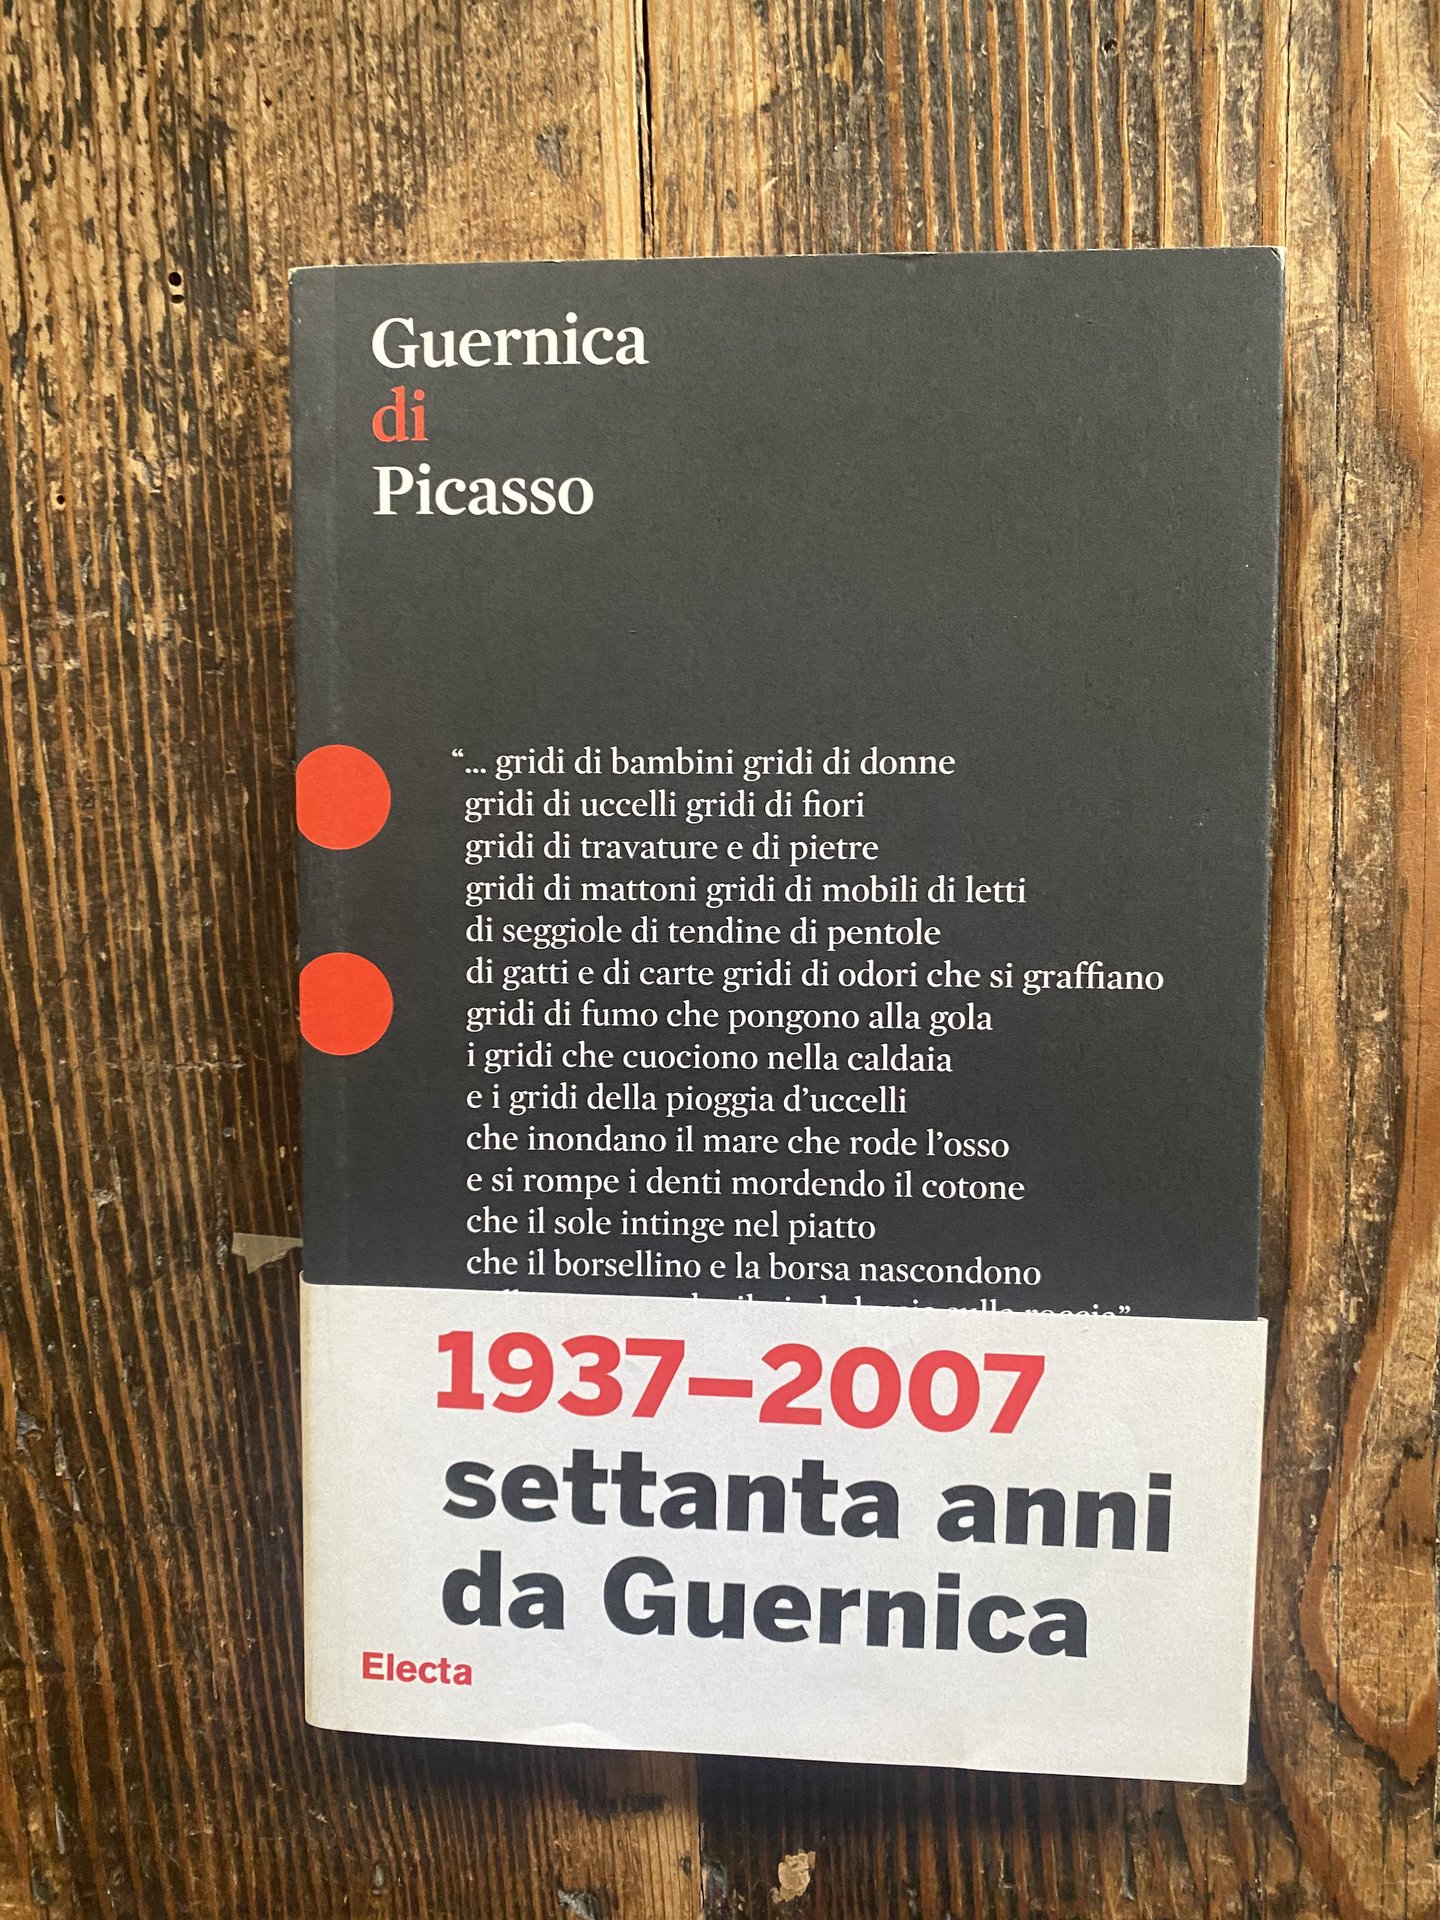 Guernica
di
Picasso
“... gridi di bambini gridi di donne
gridi di uccelli gridi di fiori
gridi di travature e di pietre
gridi di mattoni gridi di mobili di letti
di seggiole di tendine di pentole
di gatti e di carte gridi di odori che si graffiano
gridi di fumo che pongono alla gola
i gridi che cuociono nella caldaia
e i gridi della pioggia d’uccelli
che inondano il mare che rode l’osso
e si rompe i denti mordendo il cotone
che il sole intinge nel piatto
che il borsellino e la borsa nascondono
sulla roccia”
1937–2007
settanta anni
da Guernica
Electa